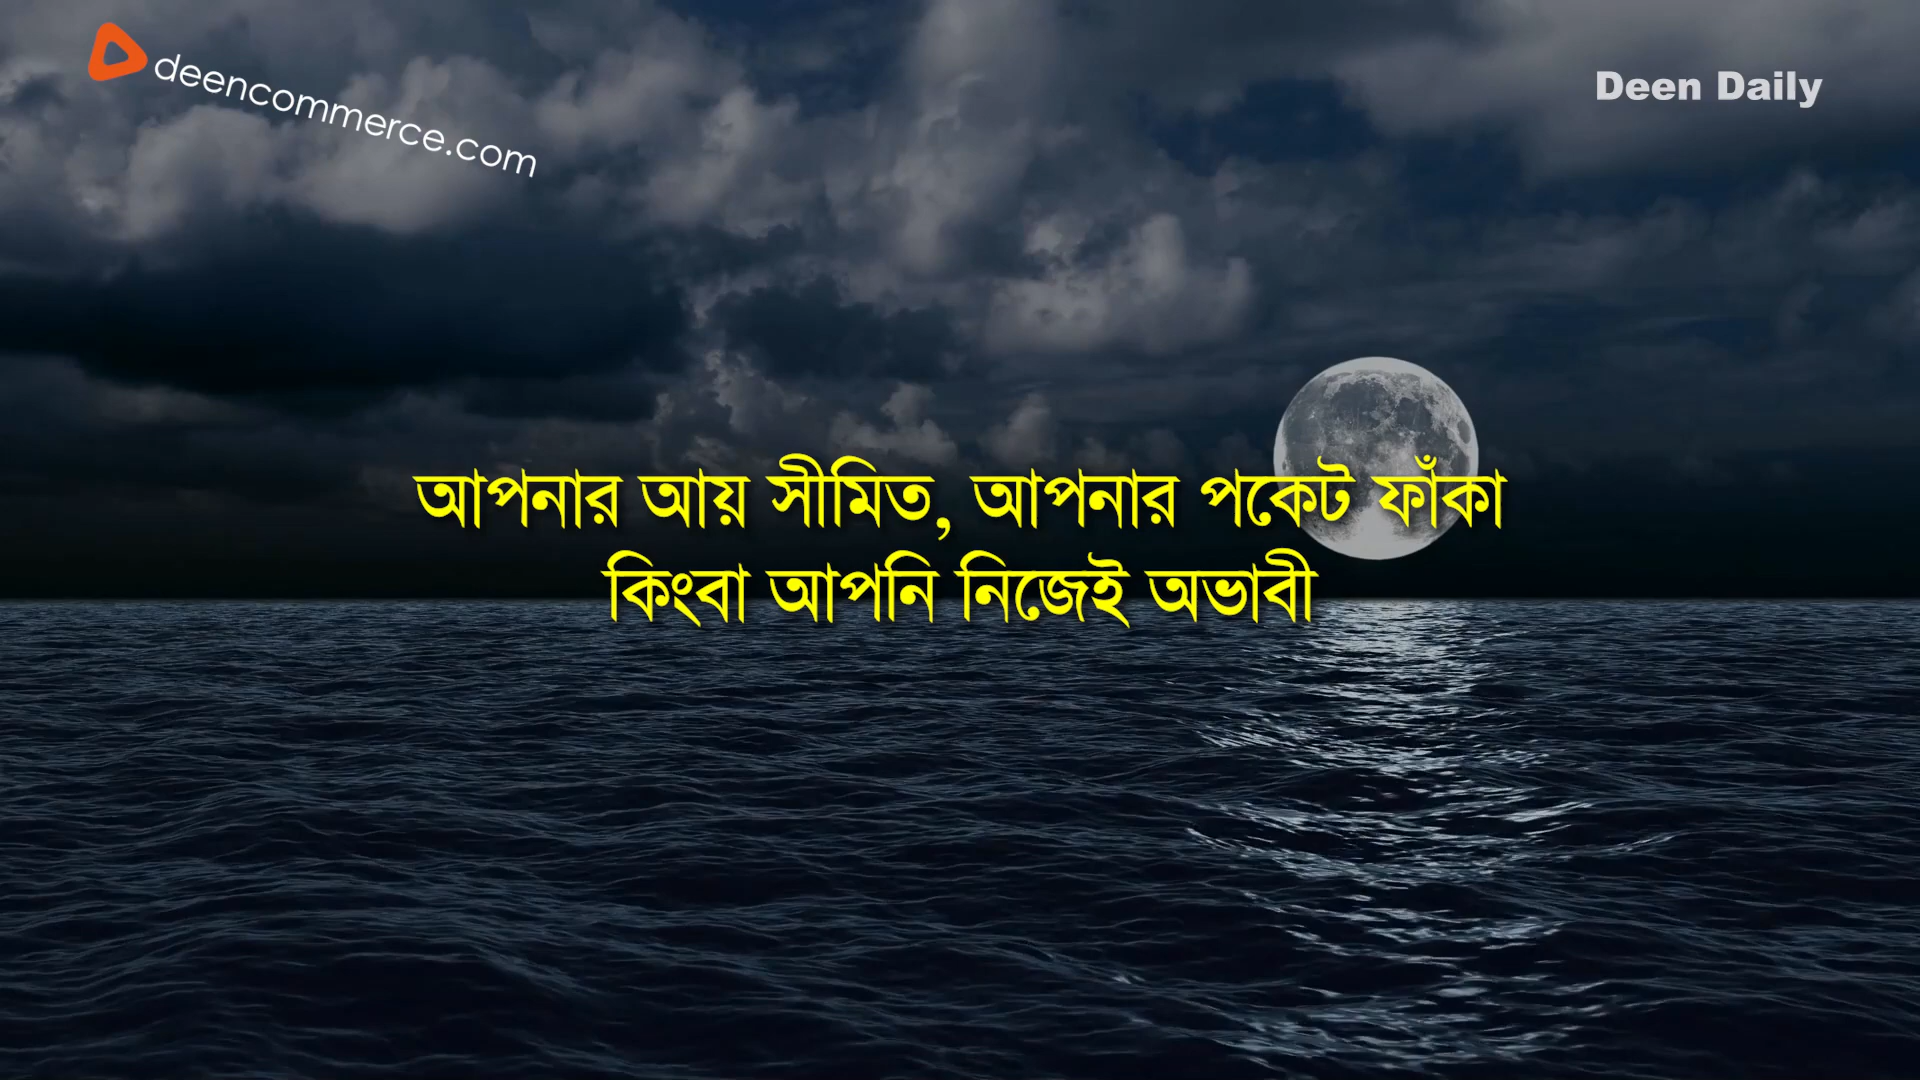 deencommerce.com
Deen Daily
আপনার আয় সীমিত, আপনার পকেট ফাঁকা
কিংবা আপনি নিজেই অভাবী